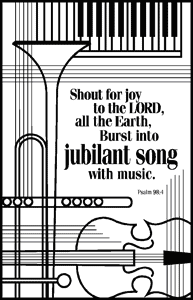 Shout for joy
to the LORD,
all the Earth,
Burst into
jubilant song
with music.
Psalm 98:4